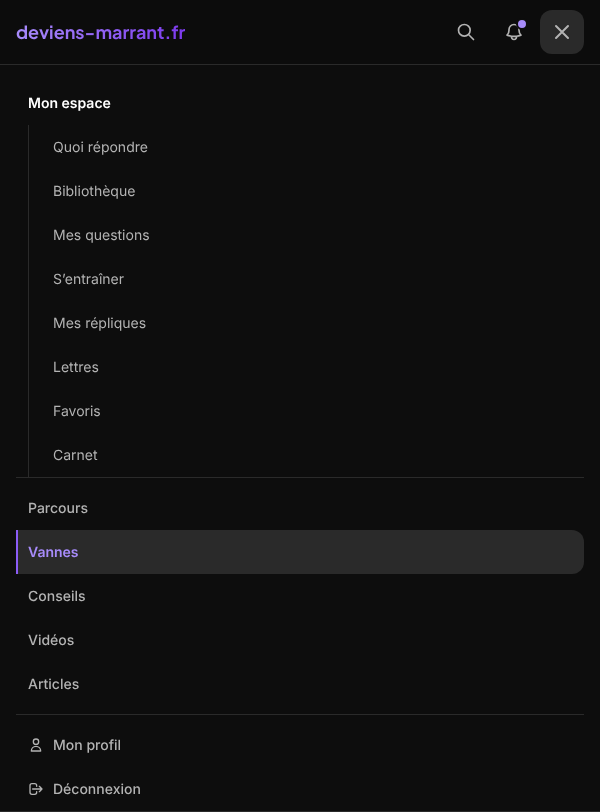 deviens-marrant.fr
Mon espace
Quoi répondre
Bibliothèque
Mes questions
S’entraîner
Mes répliques
Lettres
Favoris
Carnet
Parcours
Vannes
Conseils
Vidéos
Articles
Mon profil
Déconnexion